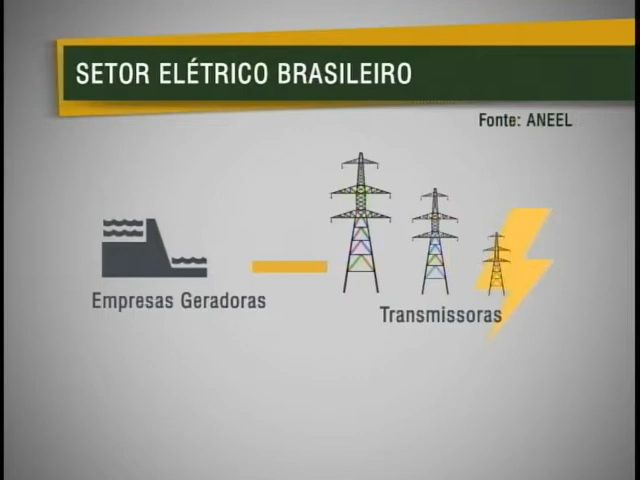 SETOR ELÉTRICO BRASILEIRO
Fonte: ANEEL
Empresas Geradoras
Transmissoras